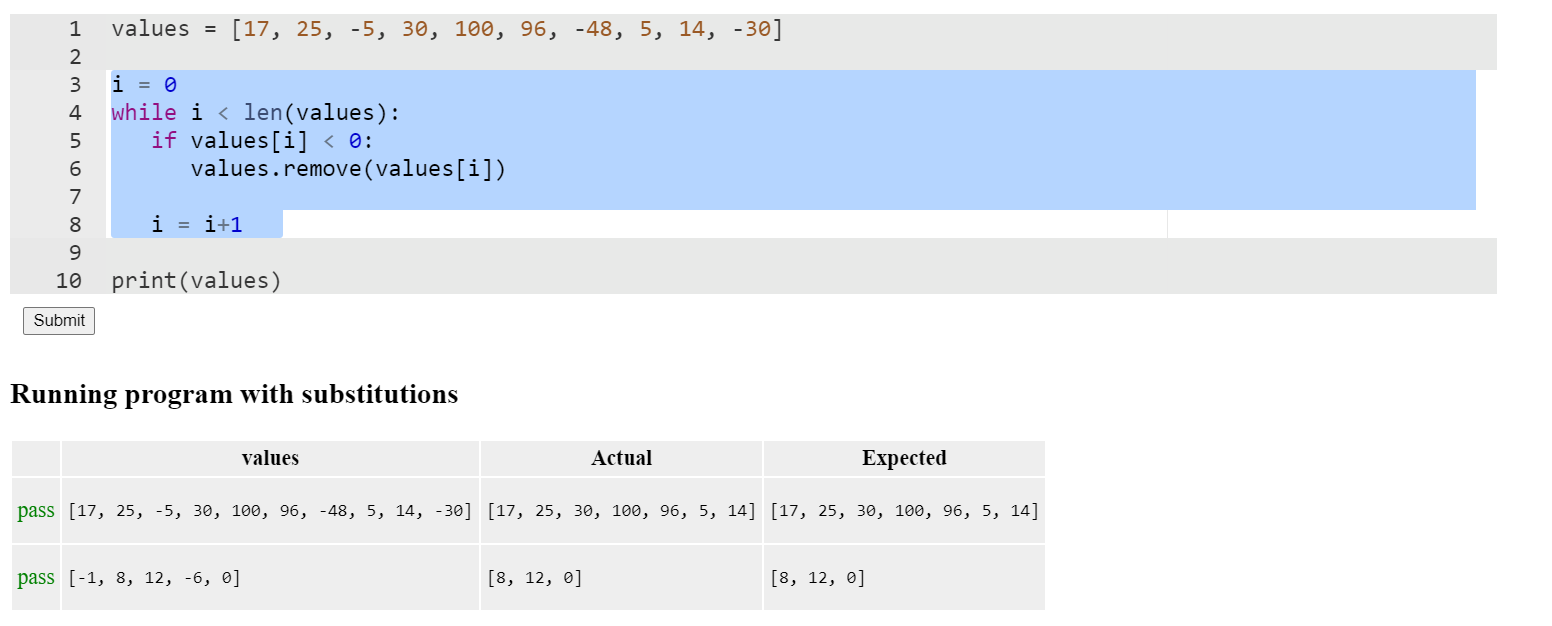 1 values = [17, 25, -5, 30, 100, 96, -48, 5, 14, -30]
2
3 i = 0
4 while i < len(values):
5    if values[i] < 0:
6       values.remove(values[i])
7
8    i = i+1
9
10 print(values)
Submit
Running program with substitutions
values Actual Expected
pass [17, 25, -5, 30, 100, 96, -48, 5, 14, -30] [17, 25, 30, 100, 96, 5, 14] [17, 25, 30, 100, 96, 5, 14]
pass [-1, 8, 12, -6, 0] [8, 12, 0] [8, 12, 0]